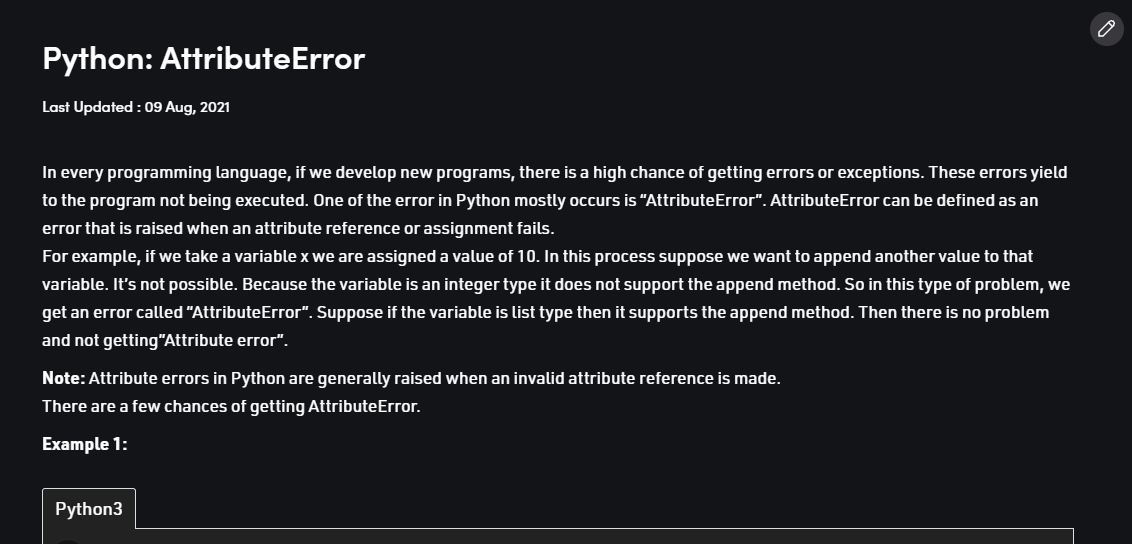 Python: AttributeError
Last Updated : 09 Aug, 2021
In every programming language, if we develop new programs, there is a high chance of getting errors or exceptions. These errors yield
to the program not being executed. One of the error in Python mostly occurs is “AttributeError”. AttributeError can be defined as an
error that is raised when an attribute reference or assignment fails.
For example, if we take a variable x we are assigned a value of 10. In this process suppose we want to append another value to that
variable. It’s not possible. Because the variable is an integer type it does not support the append method. So in this type of problem, we
get an error called “AttributeError”. Suppose if the variable is list type then it supports the append method. Then there is no problem
and not getting”Attribute error”.
Note: Attribute errors in Python are generally raised when an invalid attribute reference is made.
There are a few chances of getting AttributeError.
Example 1:
Python3